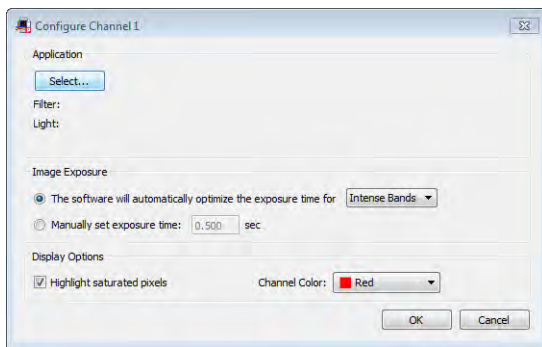 Configure Channel 1
Application
Select...
Filter:
Light:
Image Exposure
The software will automatically optimize the exposure time for Intense Bands
Manually set exposure time: 0.500 sec
Display Options
Highlight saturated pixels Channel Color: Red
OK Cancel